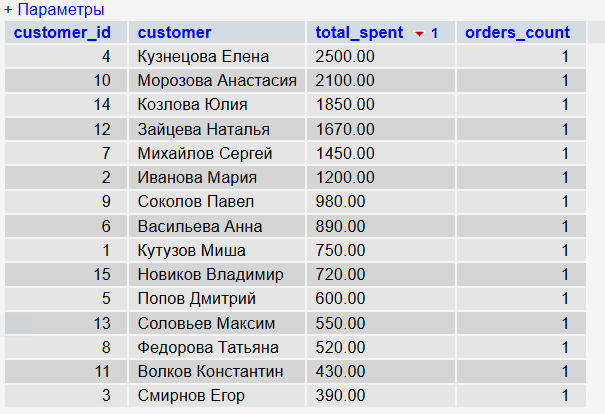 + Параметры
customer_id customer total_spent 1 orders_count
4 Кузнецова Елена 2500.00 1
10 Морозова Анастасия 2100.00 1
14 Козлова Юлия 1850.00 1
12 Зайцева Наталья 1670.00 1
7 Михайлов Сергей 1450.00 1
2 Иванова Мария 1200.00 1
9 Соколов Павел 980.00 1
6 Васильева Анна 890.00 1
1 Кутузов Миша 750.00 1
15 Новиков Владимир 720.00 1
5 Попов Дмитрий 600.00 1
13 Соловьев Максим 550.00 1
8 Федорова Татьяна 520.00 1
11 Волков Константин 430.00 1
3 Смирнов Егор 390.00 1